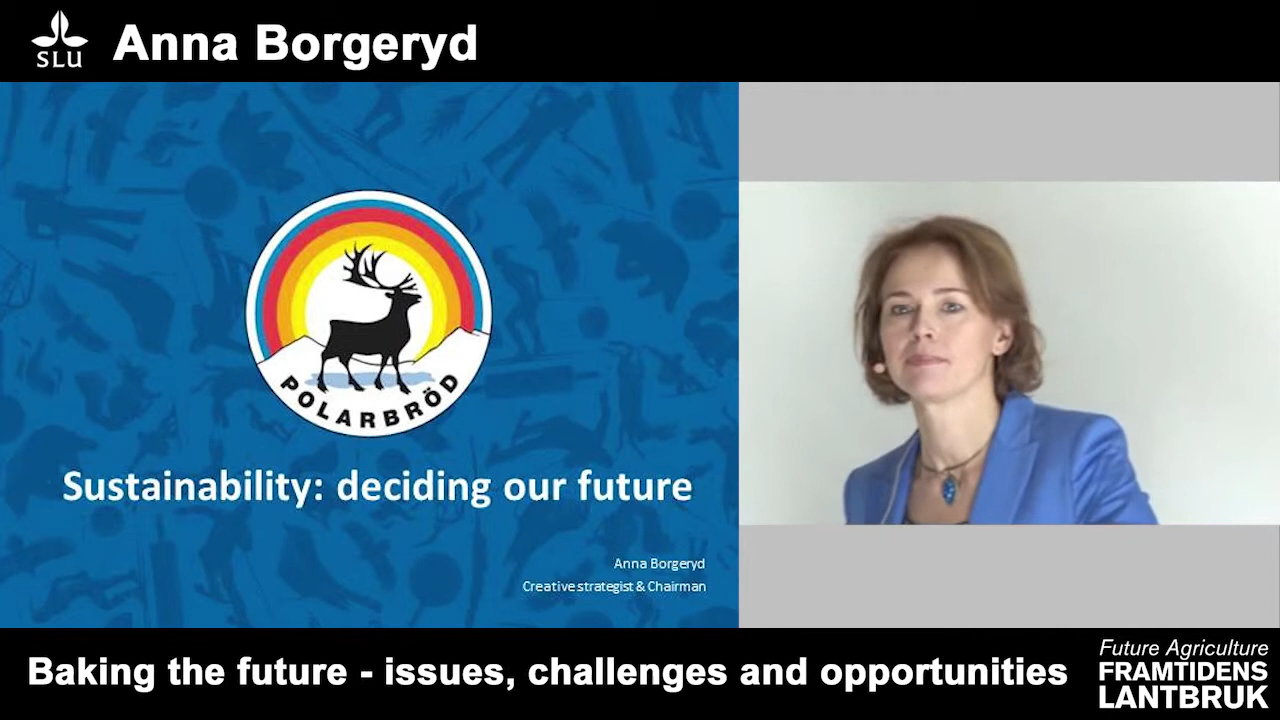 SLU
Anna Borgeryd
POLARBRÖD
Sustainability: deciding our future
Anna Borgeryd
Creative strategist & Chairman
Baking the future - issues, challenges and opportunities
Future Agriculture
FRAMTIDENS
LANTBRUK